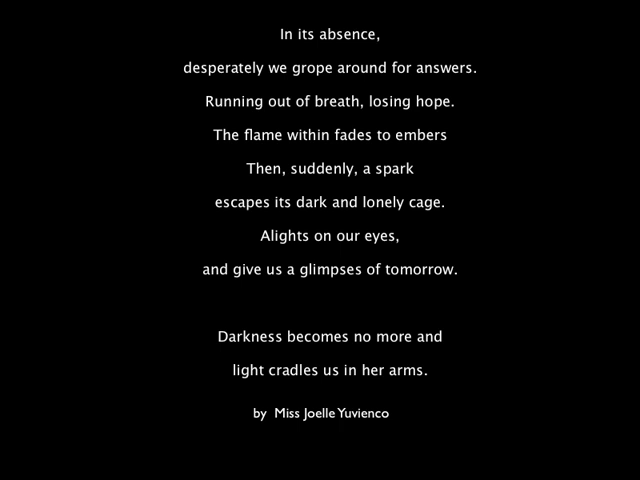 In its absence,
desperately we grope around for answers.
Running out of breath, losing hope.
The flame within fades to embers
Then, suddenly, a spark
escapes its dark and lonely cage.
Alights on our eyes,
and give us a glimpses of tomorrow.
Darkness becomes no more and
light cradles us in her arms.
by Miss Joelle Yuvienco